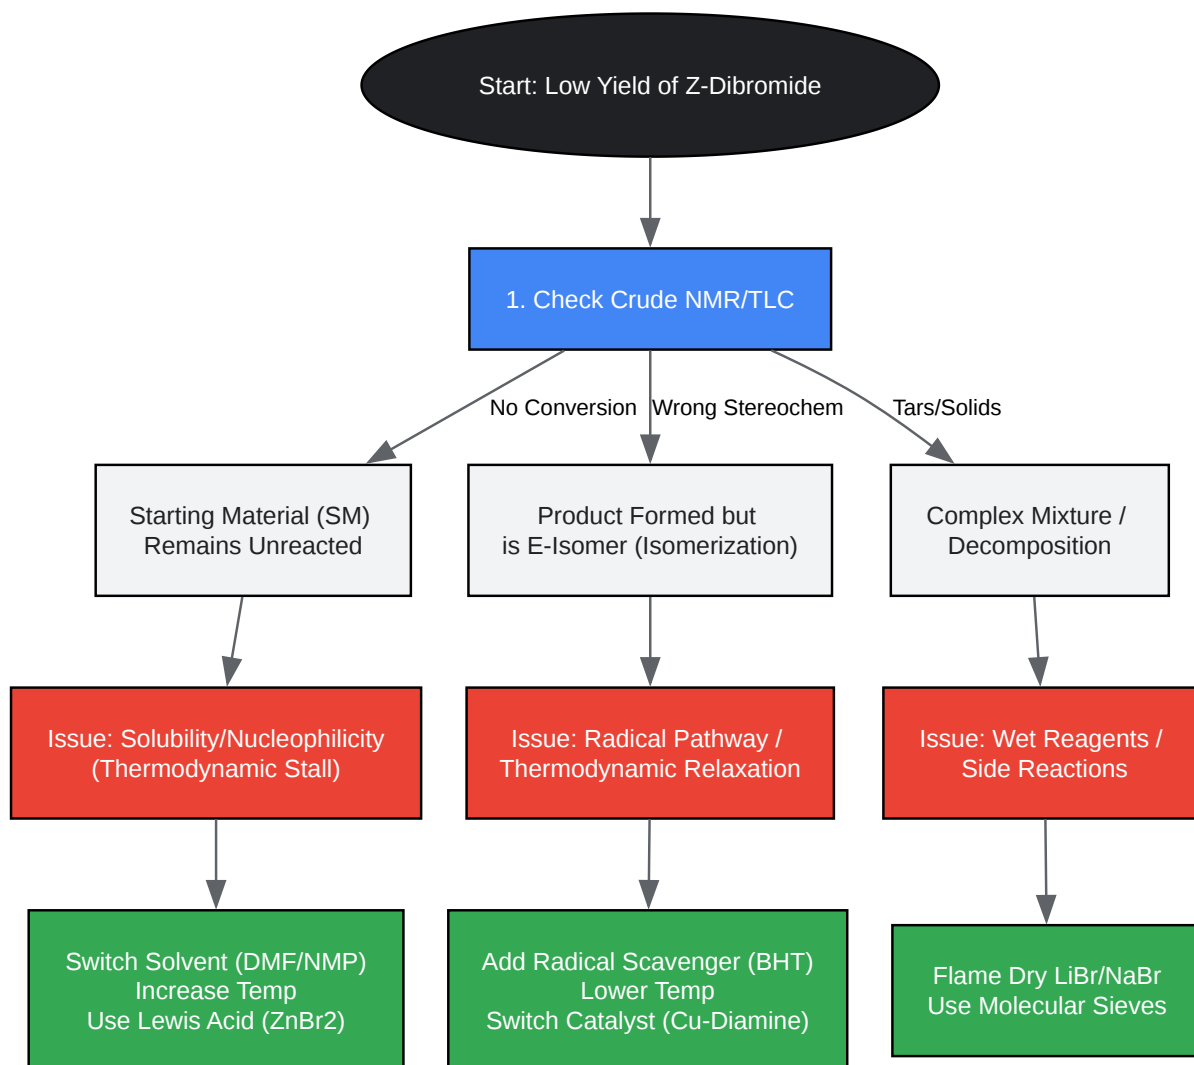 Start: Low Yield of Z-Dibromide
1. Check Crude NMR/TLC
No Conversion
Wrong Stereochem
Tars/Solids
Starting Material (SM)
Remains Unreacted
Product Formed but
is E-Isomer (Isomerization)
Complex Mixture /
Decomposition
Issue: Solubility/Nucleophilicity
(Thermodynamic Stall)
Issue: Radical Pathway /
Thermodynamic Relaxation
Issue: Wet Reagents /
Side Reactions
Switch Solvent (DMF/NMP)
Increase Temp
Use Lewis Acid (ZnBr2)
Add Radical Scavenger (BHT)
Lower Temp
Switch Catalyst (Cu-Diamine)
Flame Dry LiBr/NaBr
Use Molecular Sieves